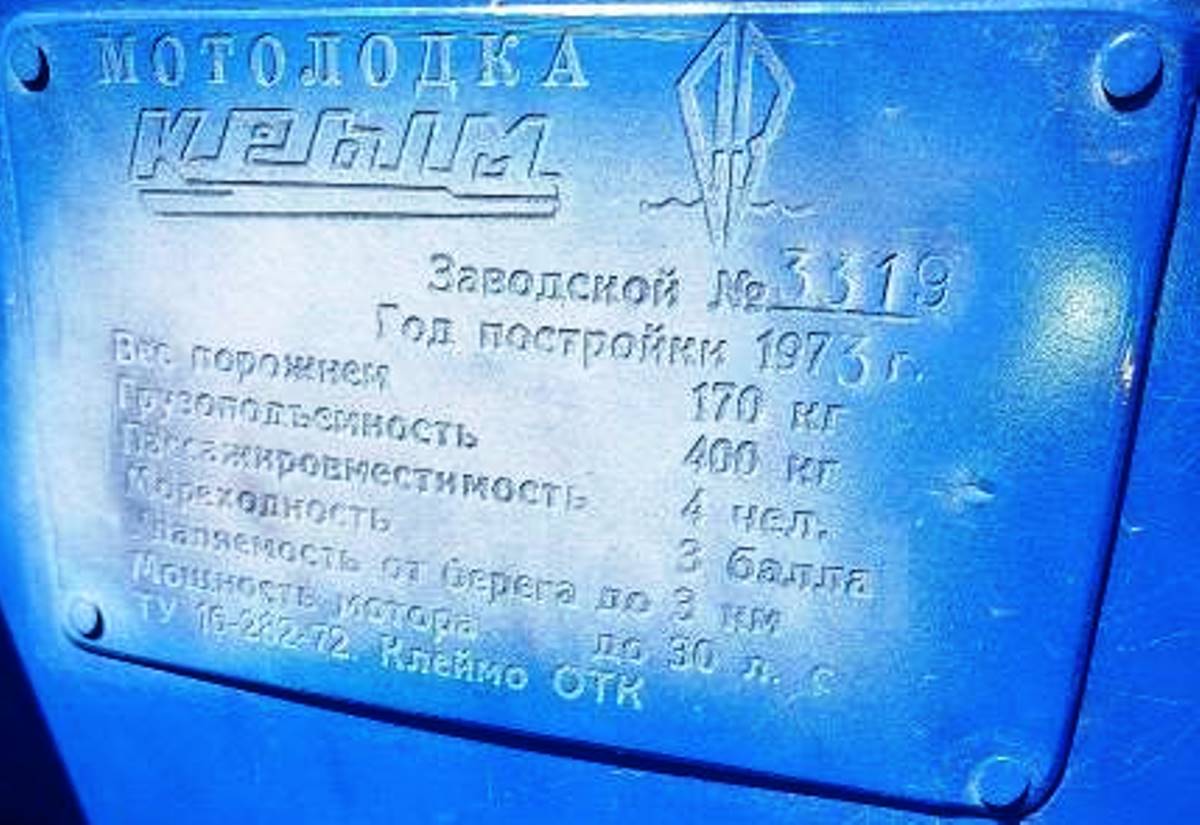 МОТОЛОДКА
КРЫМ
Заводской № 3319
Год постройки 1973 г.
Вес порожнем 170 кг
Грузоподъемность 400 кг
Пассажировместимость 4 чел.
Мореходность 3 балла
от берега до 3 км
Мощность мотора до 30 л. с
ТУ 16-282-72. Клеймо ОТК